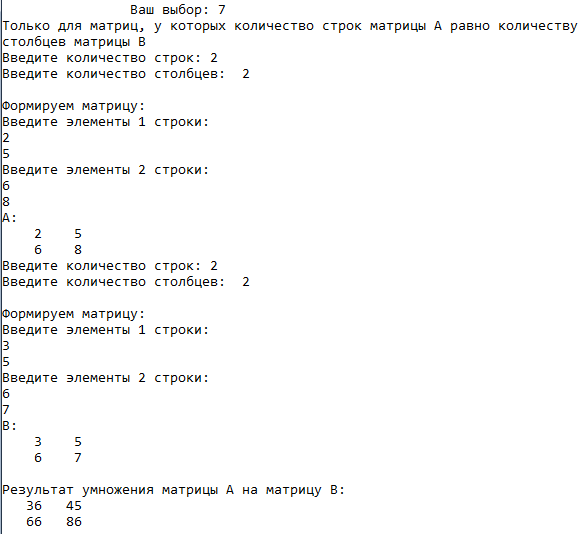 Ваш выбор: 7
Только для матриц, у которых количество строк матрицы A равно количеству
столбцев матрицы B
Введите количество строк: 2
Введите количество столбцев:  2
Формируем матрицу:
Введите элементы 1 строки:
2
5
Введите элементы 2 строки:
6
8
A:
2    5
6    8
Введите количество строк: 2
Введите количество столбцев:  2
Формируем матрицу:
Введите элементы 1 строки:
3
5
Введите элементы 2 строки:
6
7
B:
3    5
6    7
Результат умножения матрицы A на матрицу B:
36   45
66   86